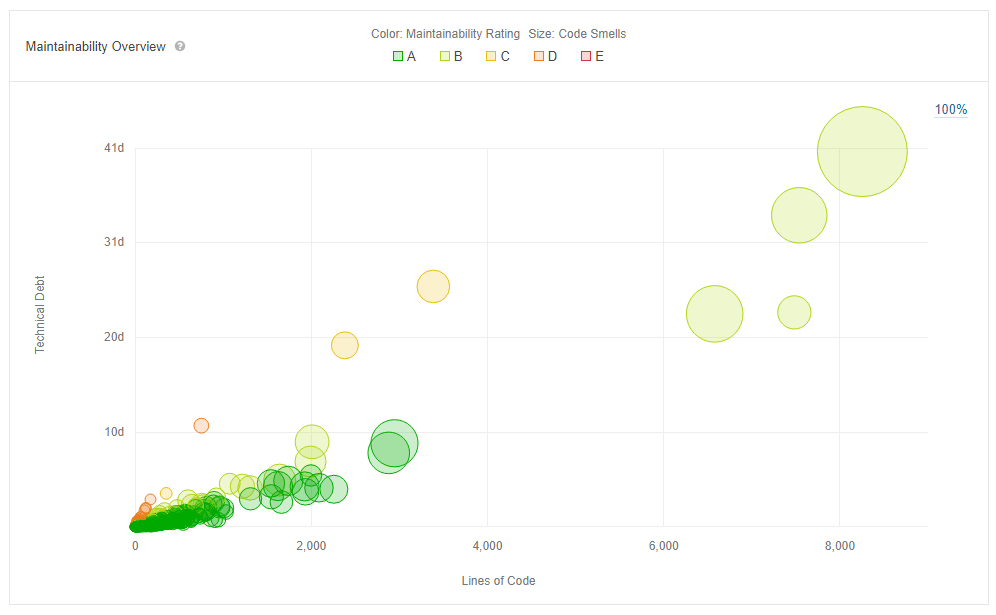 Maintainability Overview ?
Color: Maintainability Rating Size: Code Smells
A B C D E
100%
41d
31d
20d
10d
Technical Debt
0 2,000 4,000 6,000 8,000
Lines of Code